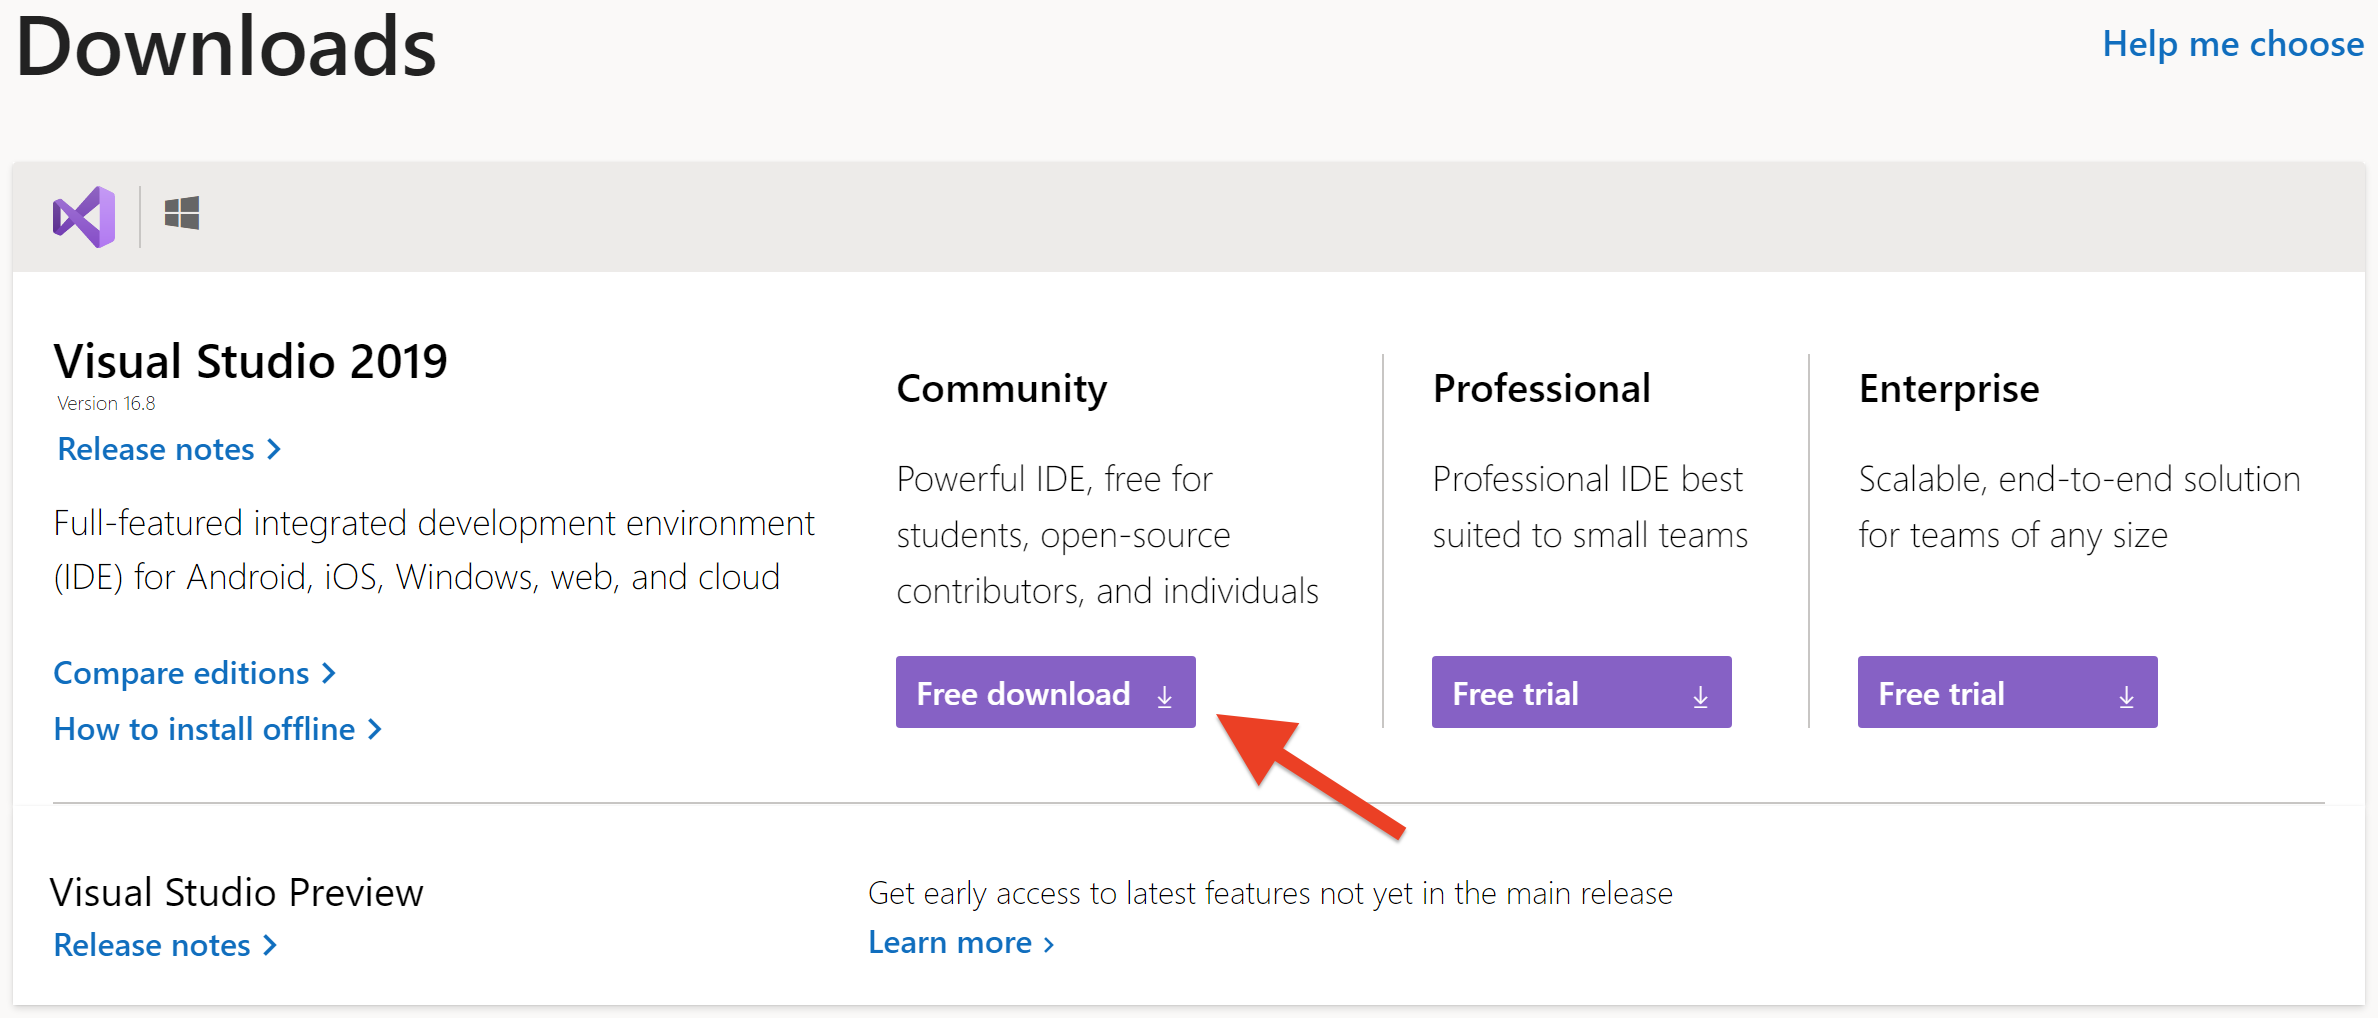 Downloads
Help me choose
Visual Studio 2019
Version 16.8
Release notes
Full-featured integrated development environment
(IDE) for Android, iOS, Windows, web, and cloud
Compare editions
How to install offline
Community
Powerful IDE, free for
students, open-source
contributors, and individuals
Free download
Professional
Professional IDE best
suited to small teams
Free trial
Enterprise
Scalable, end-to-end solution
for teams of any size
Free trial
Visual Studio Preview
Release notes
Get early access to latest features not yet in the main release
Learn more